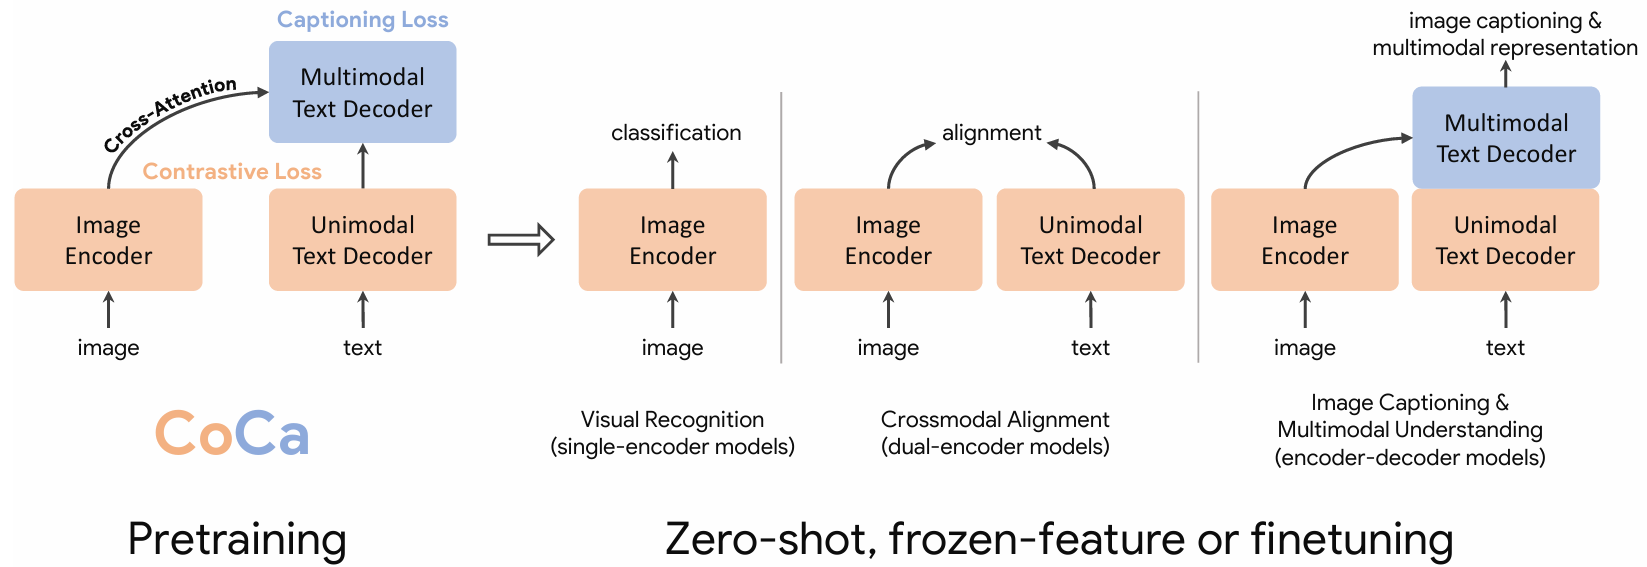 Captioning Loss
Multimodal
Text Decoder
Cross-Attention
Contrastive Loss
Image
Encoder
Unimodal
Text Decoder
image
text
CoCa
Pretraining
classification
Image
Encoder
image
Visual Recognition
(single-encoder models)
alignment
Image
Encoder
Unimodal
Text Decoder
image
text
Crossmodal Alignment
(dual-encoder models)
image captioning &
multimodal representation
Multimodal
Text Decoder
Image
Encoder
Unimodal
Text Decoder
image
text
Image Captioning &
Multimodal Understanding
(encoder-decoder models)
Zero-shot, frozen-feature or finetuning